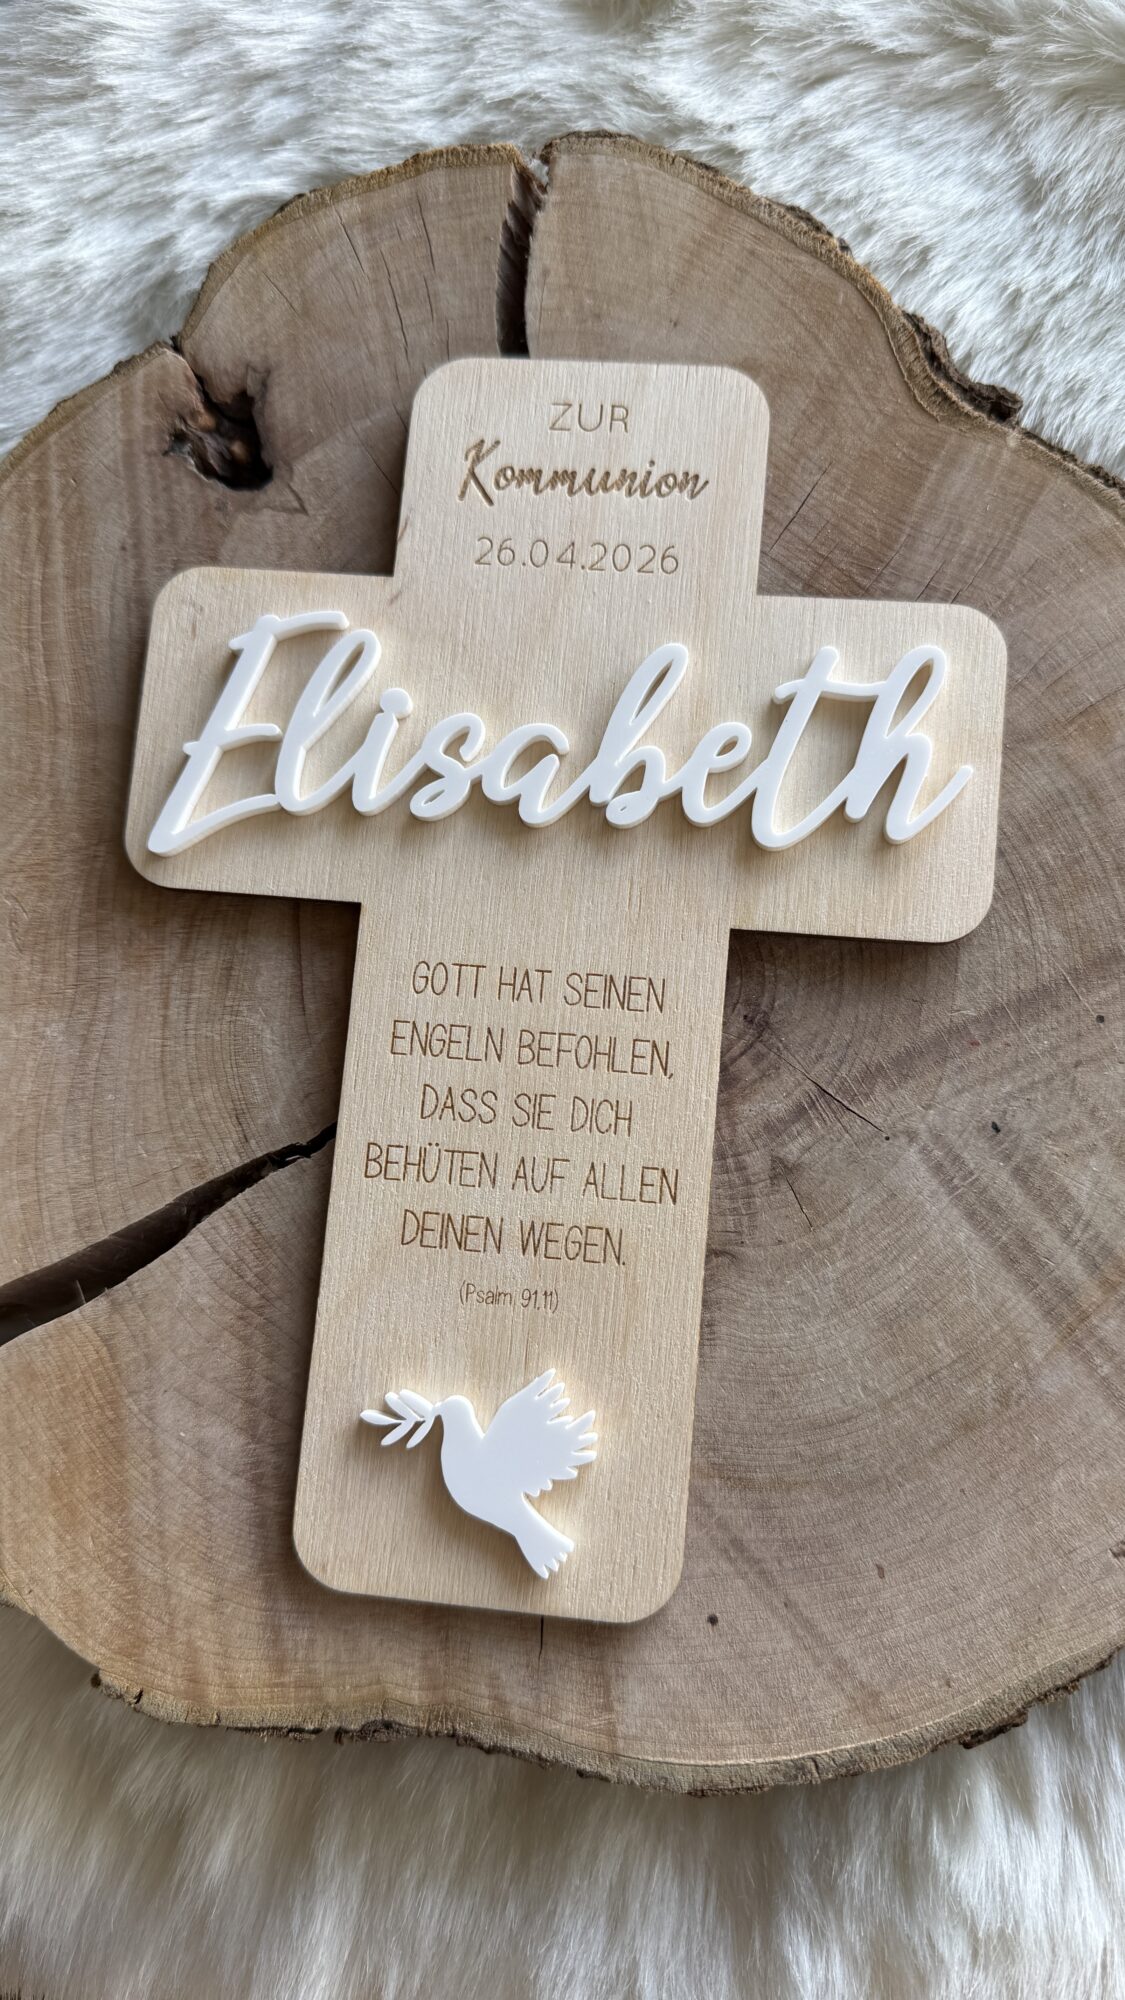 ZUR
Kommunion
26.04.2026
Elisabeth
GOTT HAT SEINEN
ENGELN BEFOHLEN,
DASS SIE DICH
BEHÜTEN AUF ALLEN
DEINEN WEGEN.
(Psalm 91,11)